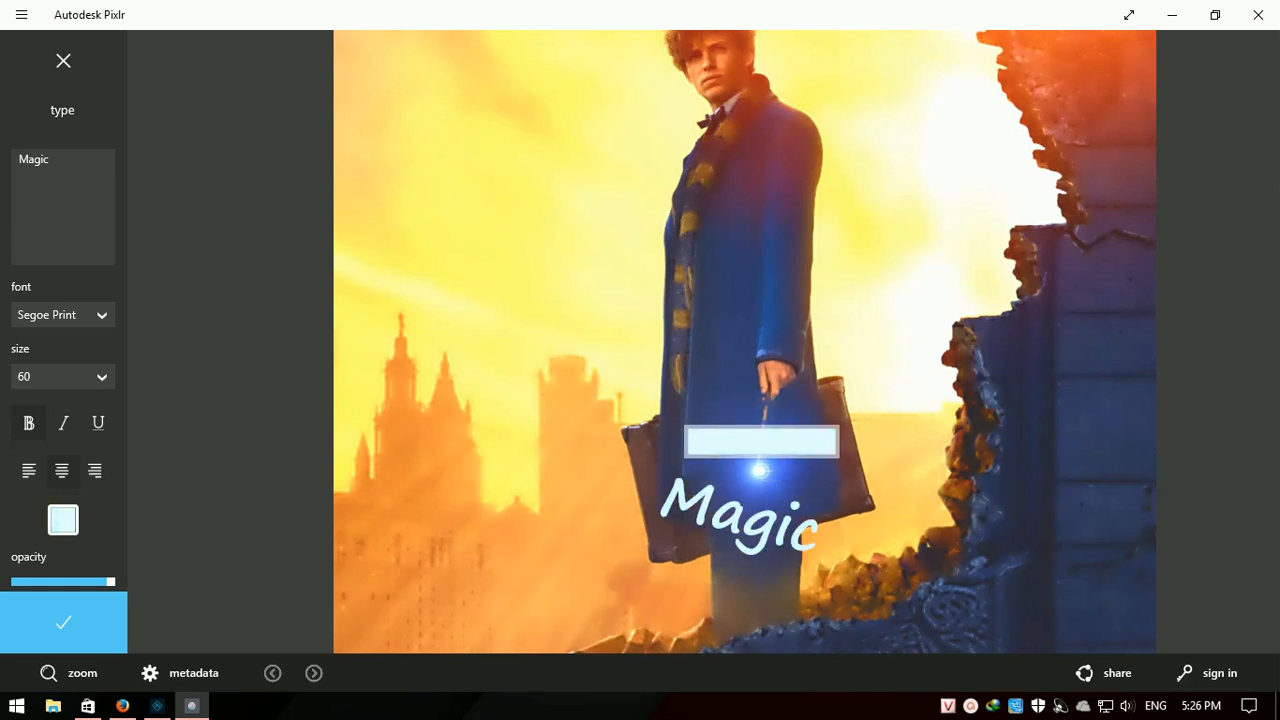 Autodesk Pixlr
type
Magic
font
Segoe Print
size
60
B I U
opacity
Magic
zoom
metadata
share
sign in
ENG
5:26 PM